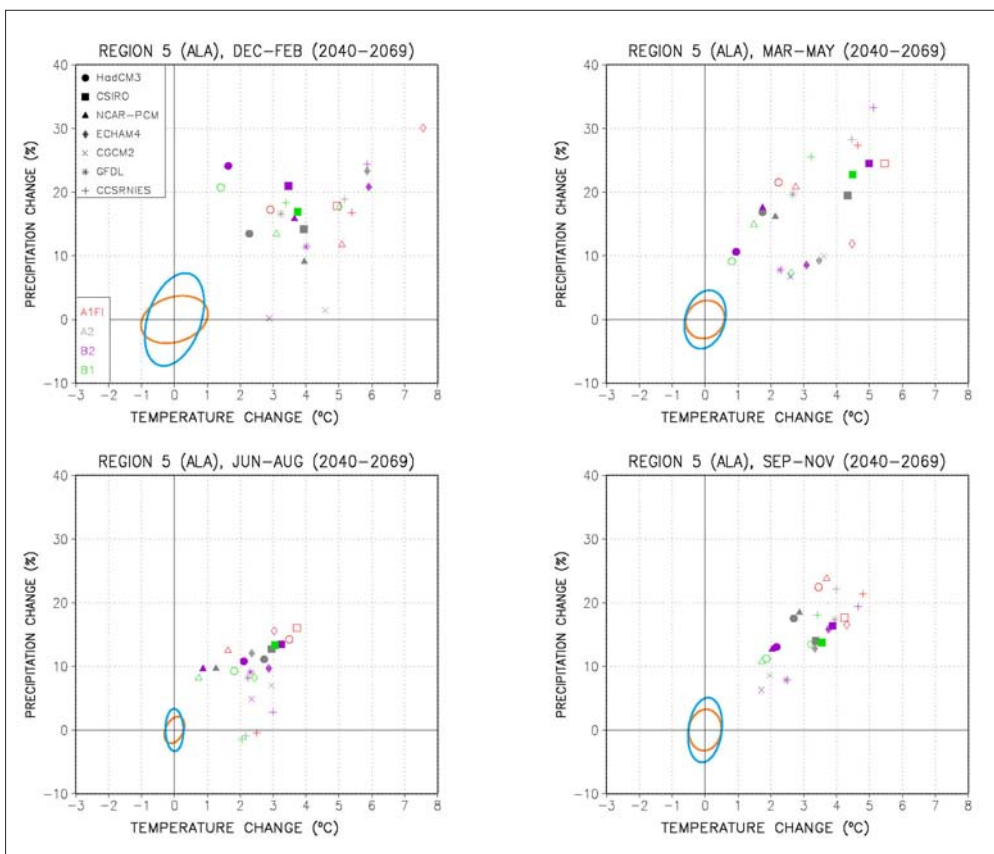 REGION 5 (ALA), DEC-FEB (2040-2069)
PRECIPITATION CHANGE (%)
40
30
20
10
0
-10
HadCM3
CSIRO
NCAR-PCM
ECHAM4
CGCM2
GFDL
CCSRNIES
A1FI
A2
B2
B1
-3 -2 -1 0 1 2 3 4 5 6 7 8
TEMPERATURE CHANGE (ºC)
REGION 5 (ALA), MAR-MAY (2040-2069)
PRECIPITATION CHANGE (%)
40
30
20
10
0
-10
-3 -2 -1 0 1 2 3 4 5 6 7 8
TEMPERATURE CHANGE (ºC)
REGION 5 (ALA), JUN-AUG (2040-2069)
PRECIPITATION CHANGE (%)
40
30
20
10
0
-10
-3 -2 -1 0 1 2 3 4 5 6 7 8
TEMPERATURE CHANGE (ºC)
REGION 5 (ALA), SEP-NOV (2040-2069)
PRECIPITATION CHANGE (%)
40
30
20
10
0
-10
-3 -2 -1 0 1 2 3 4 5 6 7 8
TEMPERATURE CHANGE (ºC)